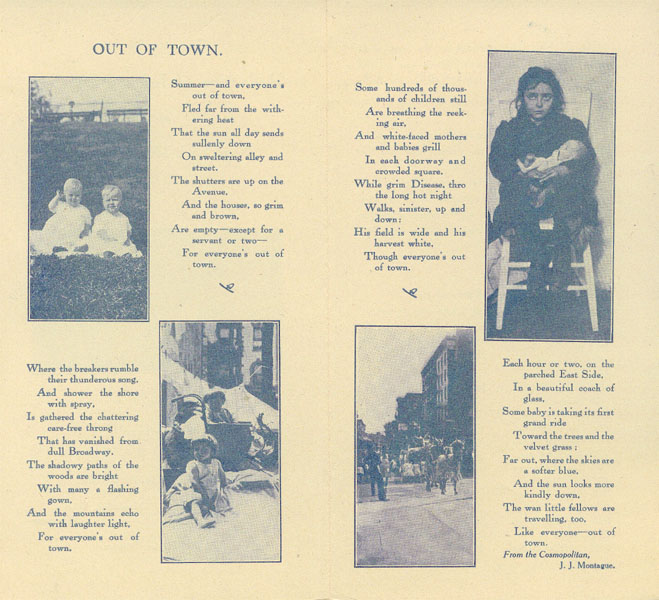 OUT OF TOWN.
Summer—and everyone's
out of town,
Fled far from the with-
ering heat
That the sun all day sends
sullenly down
On sweltering alley and
street.
The shutters are up on the
Avenue,
And the houses, so grim
and brown,
Are empty—except for a
servant or two—
For everyone's out of
town.
Where the breakers rumble
their thunderous song,
And shower the shore
with spray,
Is gathered the chattering
care-free throng
That has vanished from
dull Broadway.
The shadowy paths of the
woods are bright
With many a flashing
gown,
And the mountains echo
with laughter light,
For everyone's out of
town.
Some hundreds of thous-
ands of children still
Are breathing the reek-
ing air,
And white-faced mothers
and babies grill
In each doorway and
crowded square.
While grim Disease, thro
the long hot night
Walks, sinister, up and
down;
His field is wide and his
harvest white,
Though everyone's out
of town.
Each hour or two, on the
parched East Side,
In a beautiful coach of
glass,
Some baby is taking its first
grand ride
Toward the trees and the
velvet grass;
Far out, where the skies are
a softer blue,
And the sun looks more
kindly down,
The wan little fellows are
travelling, too,
Like everyone—out of
town.
From the Cosmopolitan,
J. J. Montague.